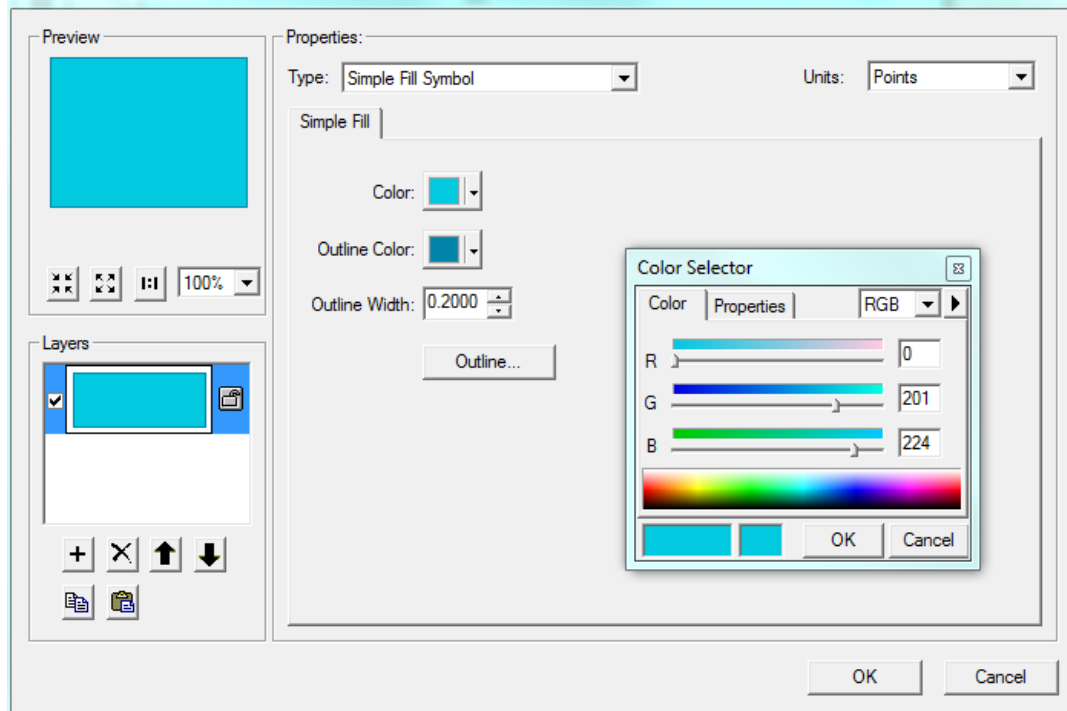 Preview
100%
Layers
Properties:
Type: Simple Fill Symbol
Units: Points
Simple Fill
Color:
Outline Color:
Outline Width: 0.2000
Outline...
Color Selector
Color Properties RGB
R 0
G 201
B 224
OK Cancel
OK Cancel